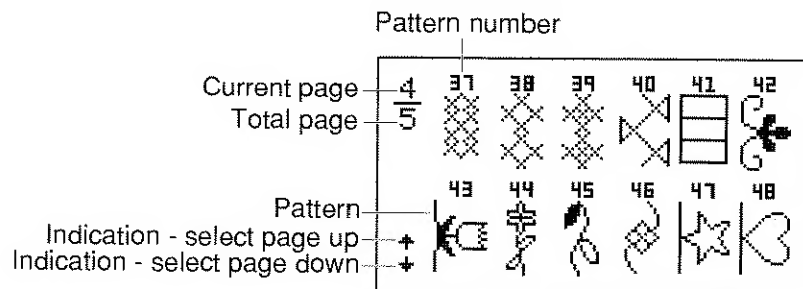 Pattern number
Current page
Total page
4
5
37 38 39 40 41 42
43 44 45 46 47 48
Pattern
Indication - select page up
Indication - select page down